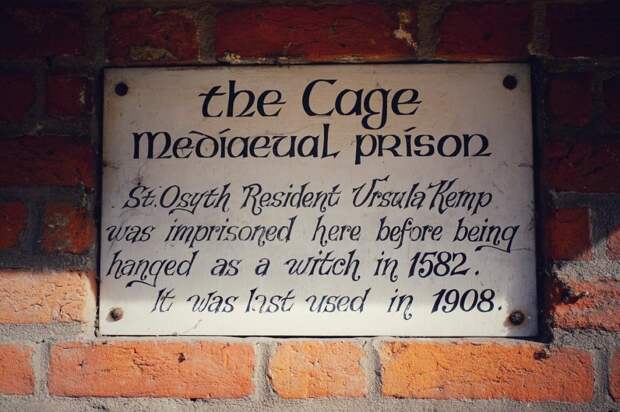 the Cage
Mediaeval prison
St. Osyth Resident Ursula Kemp
was imprisoned here before being
hanged as a witch in 1582.
It was last used in 1908.